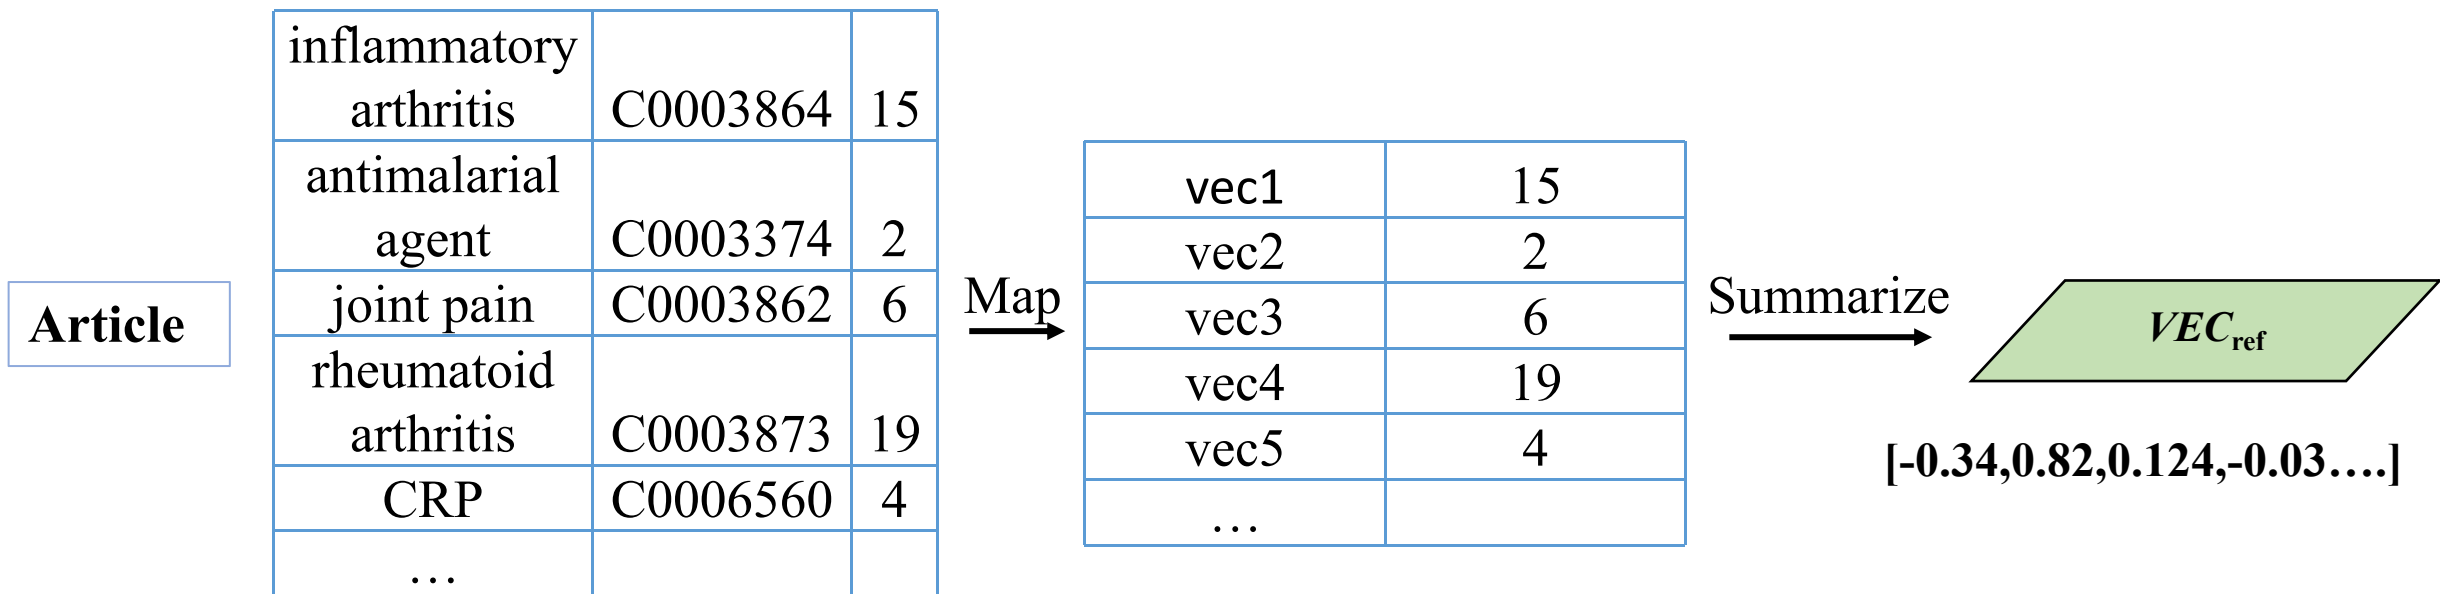 Article
inflammatory
arthritis C0003864 15
antimalarial
agent C0003374 2
joint pain C0003862 6
rheumatoid
arthritis C0003873 19
CRP C0006560 4
…
Map
vec1 15
vec2 2
vec3 6
vec4 19
vec5 4
…
Summarize
VECref
[-0.34,0.82,0.124,-0.03….]